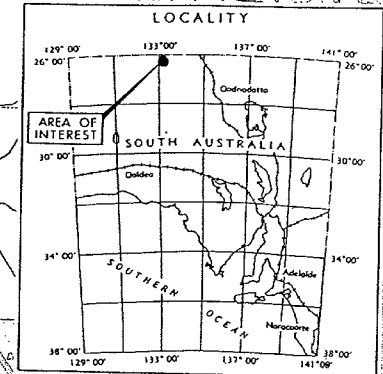 LOCALITY
129° 00' 133° 00' 137° 00' 141° 00'
26° 00' 26° 00'
Oodnadatta
AREA OF
INTEREST
SOUTH AUSTRALIA
30° 00' 30° 00'
Ooldea
34° 00' 34° 00'
SOUTHERN
OCEAN
Adelaide
Naracoorte
38° 00' 38° 00'
129° 00' 133° 00' 137° 00' 141° 00'